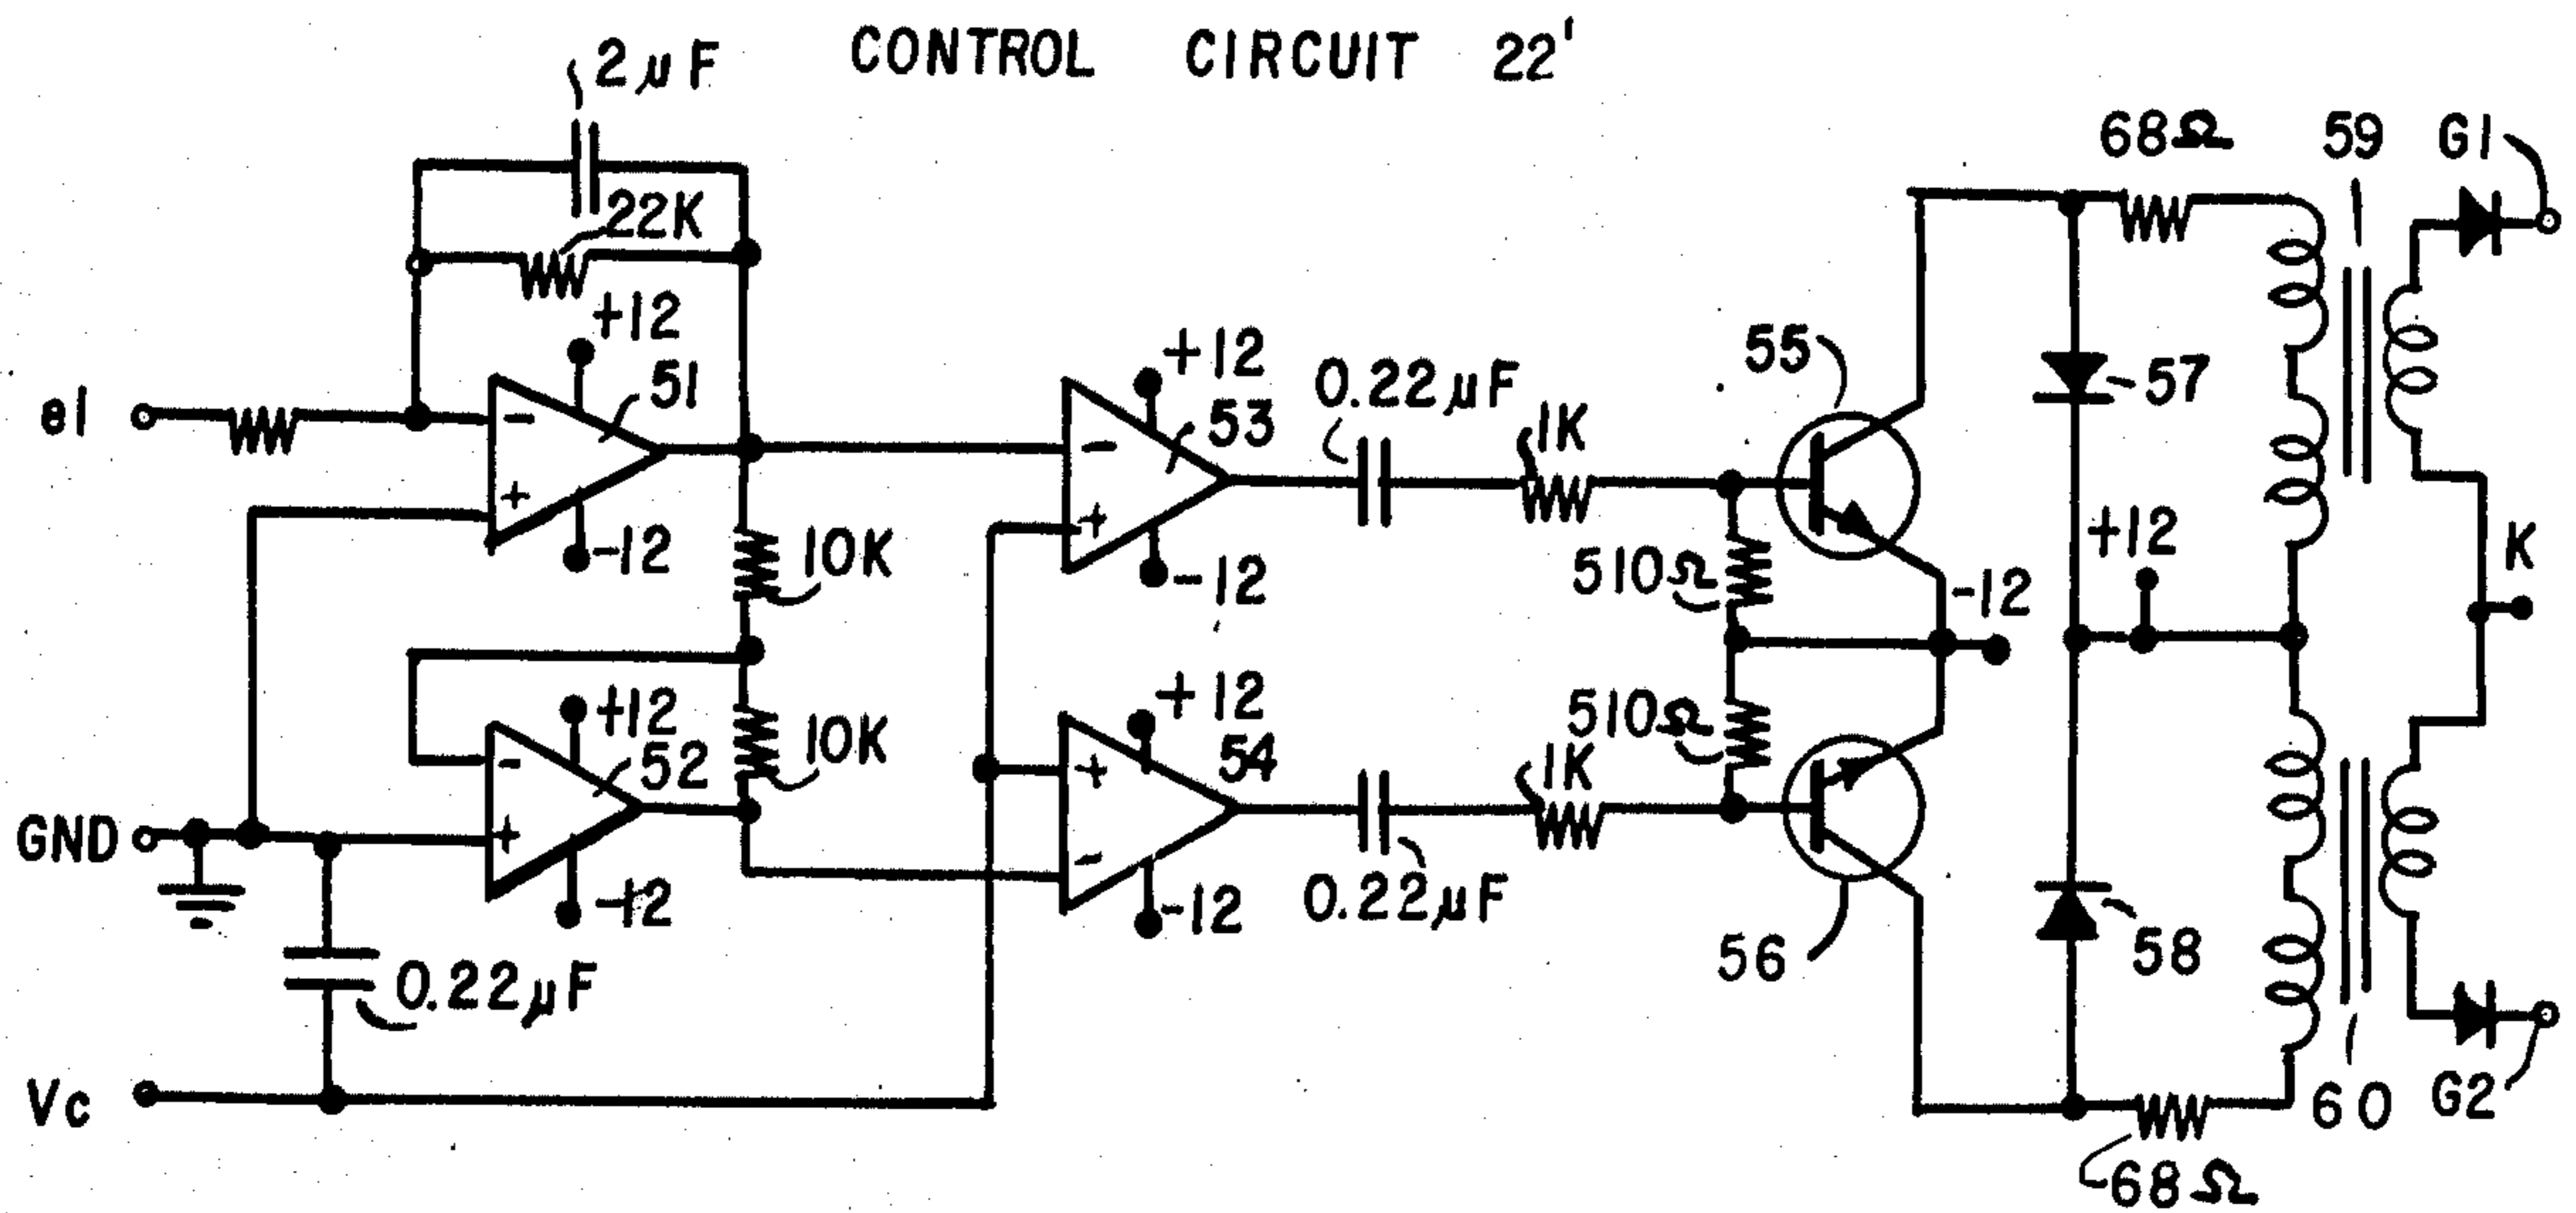 CONTROL CIRCUIT 22'
2µF
22K
+12
51
-
+
-12
e1
10K
+12
52
-
+
-12
10K
GND
0.22µF
Vc
+12
53
-
+
-12
+12
54
+
-
-12
0.22µF
1K
0.22µF
1K
55
510Ω
510Ω
-12
56
57
+12
58
68Ω
59
G1
K
60
G2
68Ω